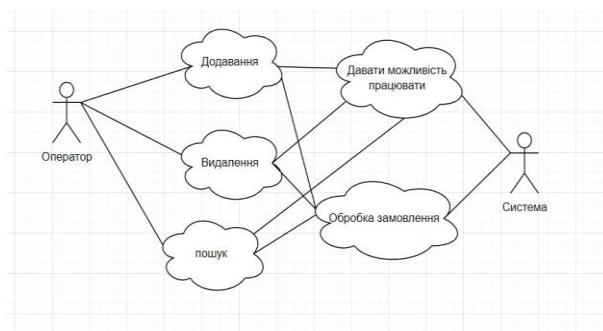 Додавання
Давати можливість
працювати
Оператор
Видалення
Система
Обробка замовлення
пошук